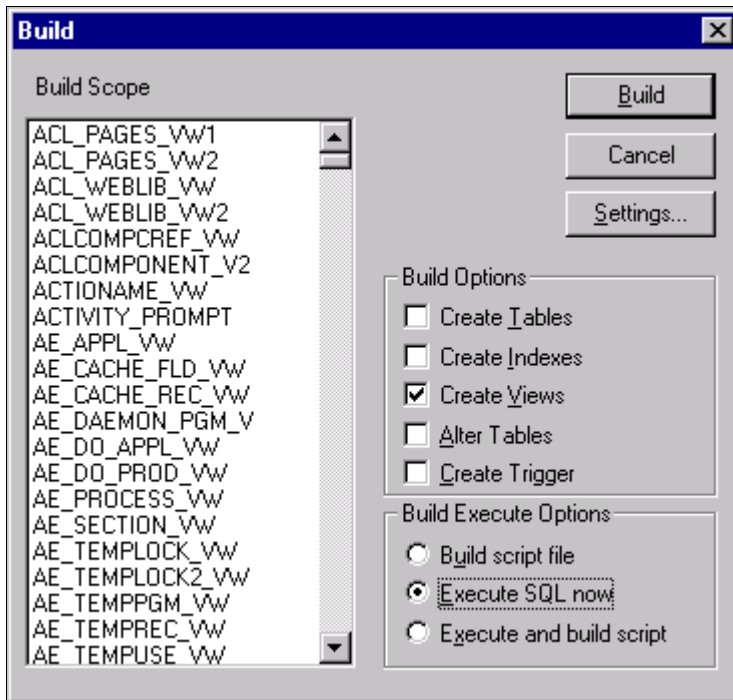 Build
Build Scope
ACL_PAGES_VW1
ACL_PAGES_VW2
ACL_WEBLIB_VW
ACL_WEBLIB_VW2
ACLCOMPCREF_VW
ACLCOMPONENT_V2
ACTIONAME_VW
ACTIVITY_PROMPT
AE_APPL_VW
AE_CACHE_FLD_VW
AE_CACHE_REC_VW
AE_DAEMON_PGM_V
AE_DO_APPL_VW
AE_DO_PROD_VW
AE_PROCESS_VW
AE_SECTION_VW
AE_TEMPLOCK_VW
AE_TEMPLOCK2_VW
AE_TEMPPGM_VW
AE_TEMPREC_VW
AE_TEMPUSE_VW
Build
Cancel
Settings...
Build Options
Create Tables
Create Indexes
Create Views
Alter Tables
Create Trigger
Build Execute Options
Build script file
Execute SQL now
Execute and build script